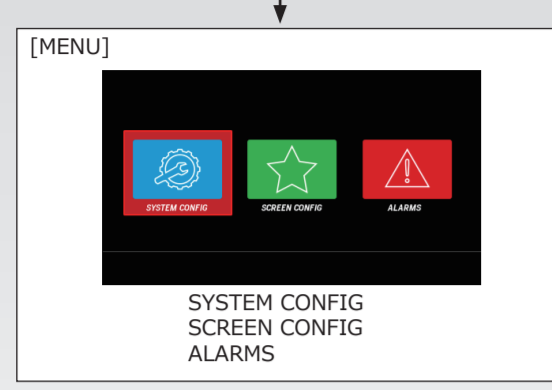 [MENU]
SYSTEM CONFIG
SCREEN CONFIG
ALARMS
SYSTEM CONFIG
SCREEN CONFIG
ALARMS